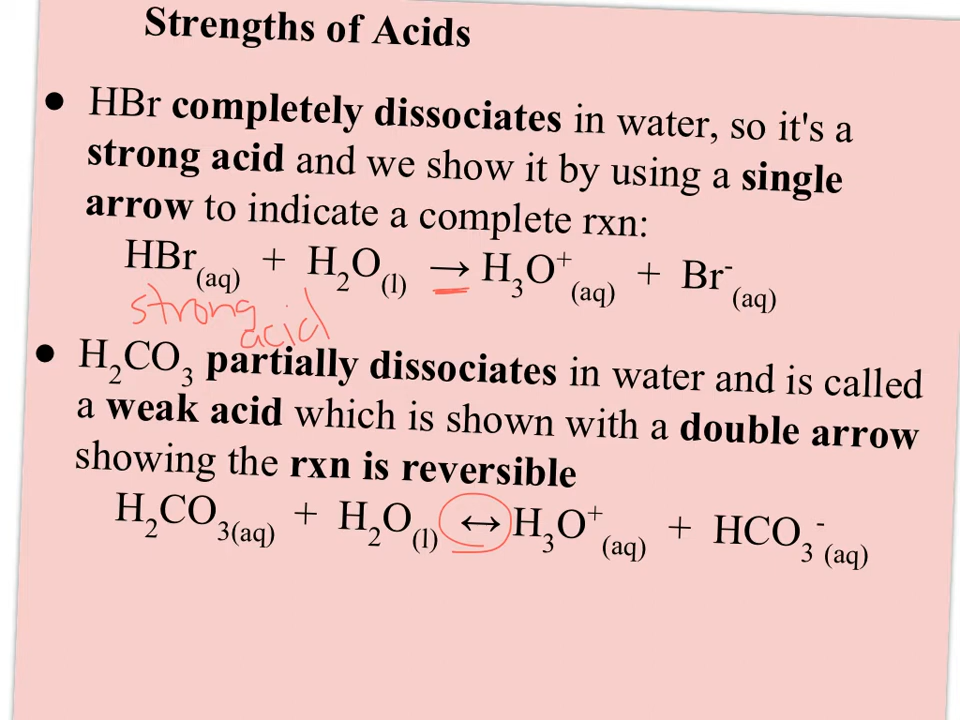 Strengths of Acids
● HBr completely dissociates in water, so it's a
strong acid and we show it by using a single
arrow to indicate a complete rxn:
HBr(aq) + H₂O(l) → H₃O⁺(aq) + Br⁻(aq)
strong
acid
● H₂CO₃ partially dissociates in water and is called
a weak acid which is shown with a double arrow
showing the rxn is reversible
H₂CO₃(aq) + H₂O(l) ↔ H₃O⁺(aq) + HCO₃⁻(aq)